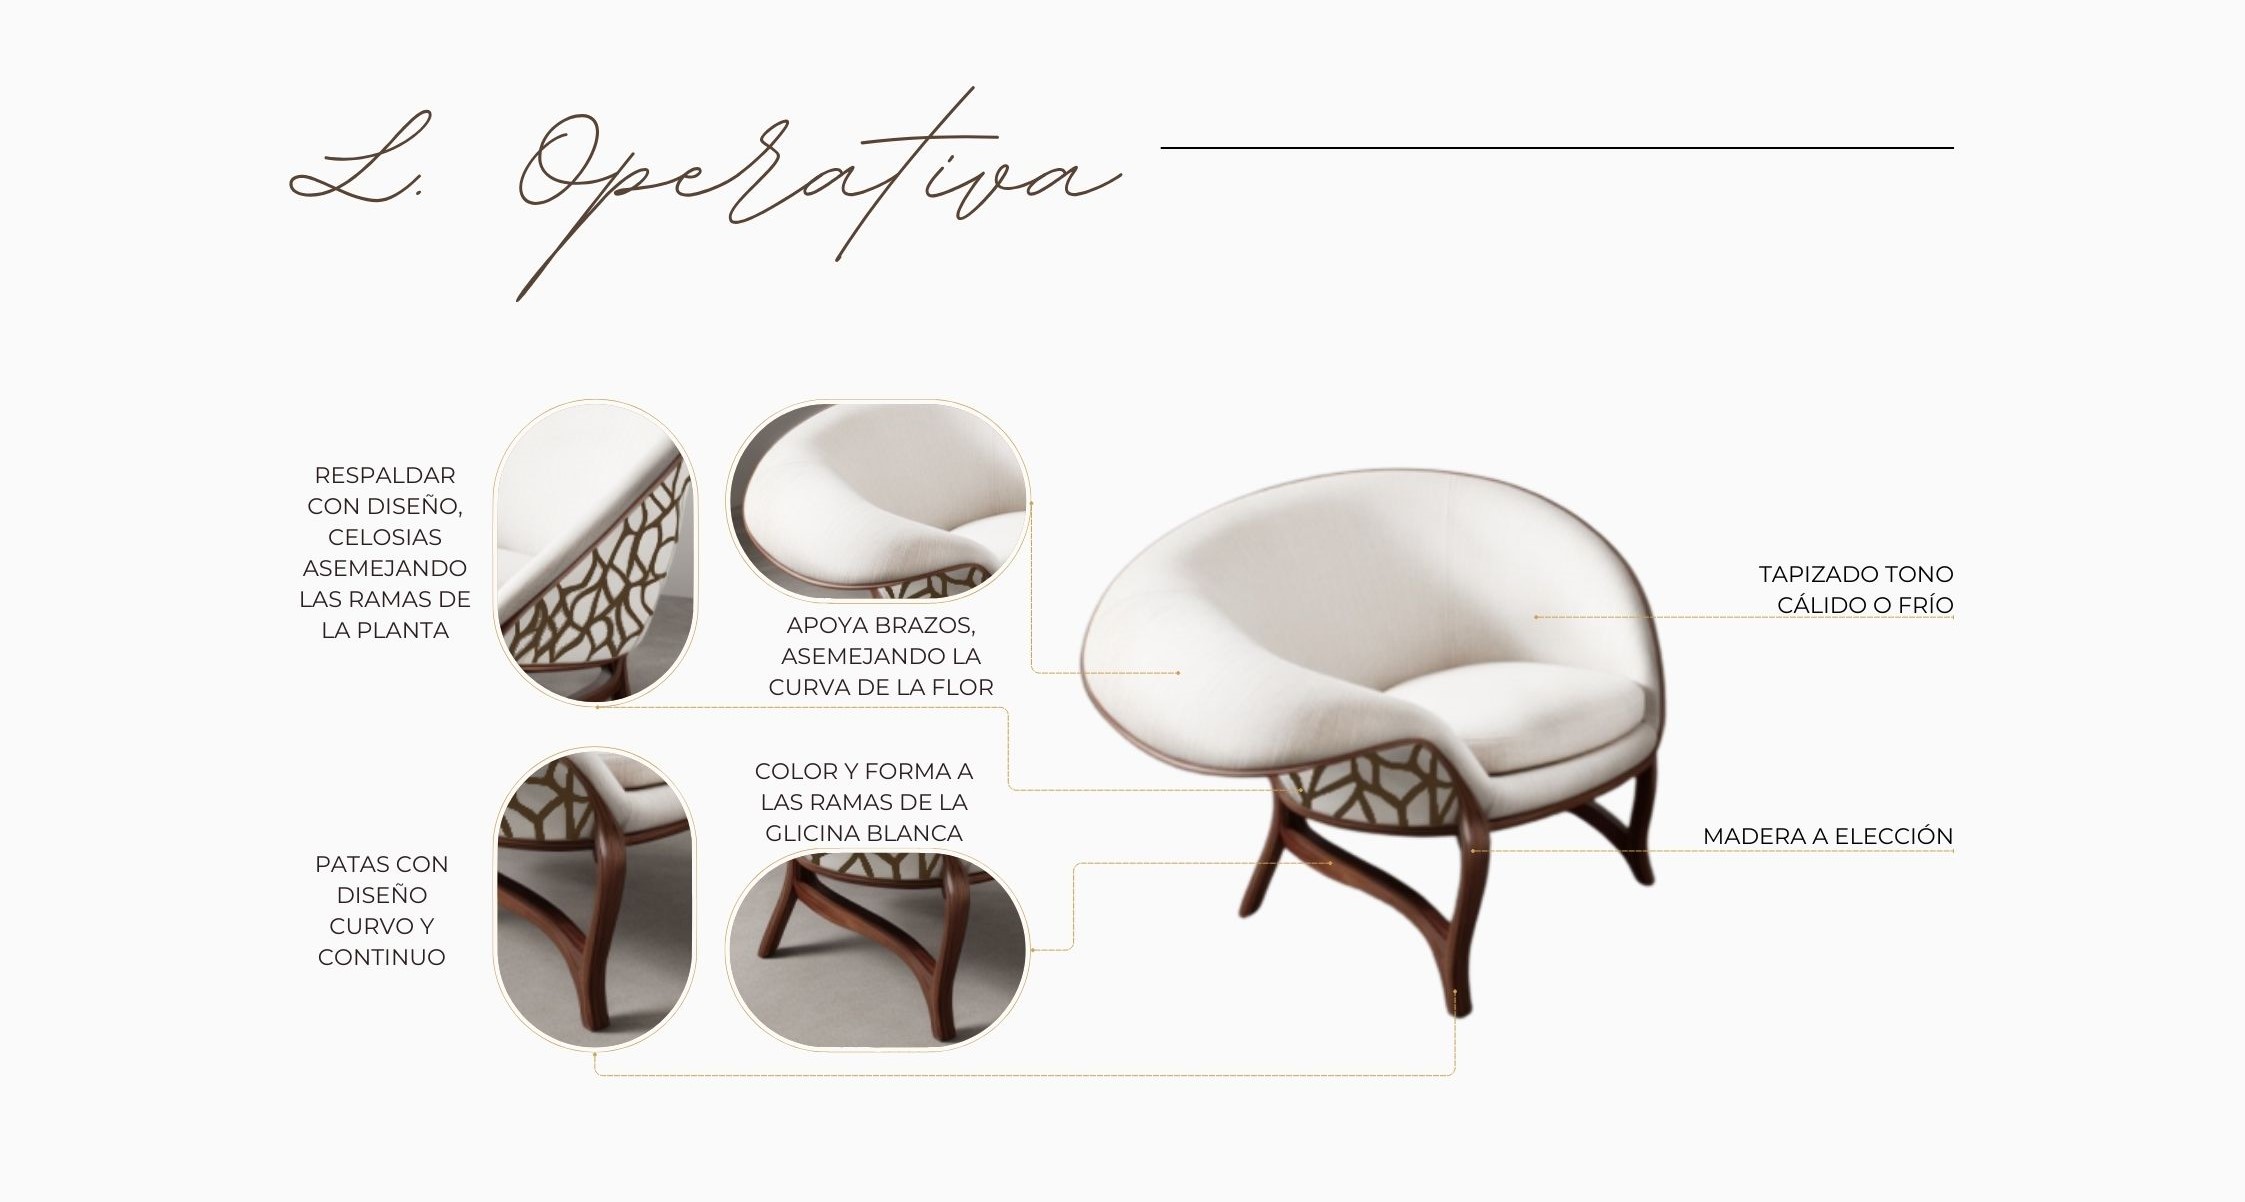 L. Operativa
RESPALDAR
CON DISEÑO,
CELOSIAS
ASEMEJANDO
LAS RAMAS DE
LA PLANTA
APOYA BRAZOS,
ASEMEJANDO LA
CURVA DE LA FLOR
TAPIZADO TONO
CÁLIDO O FRÍO
COLOR Y FORMA A
LAS RAMAS DE LA
GLICINA BLANCA
MADERA A ELECCIÓN
PATAS CON
DISEÑO
CURVO Y
CONTINUO